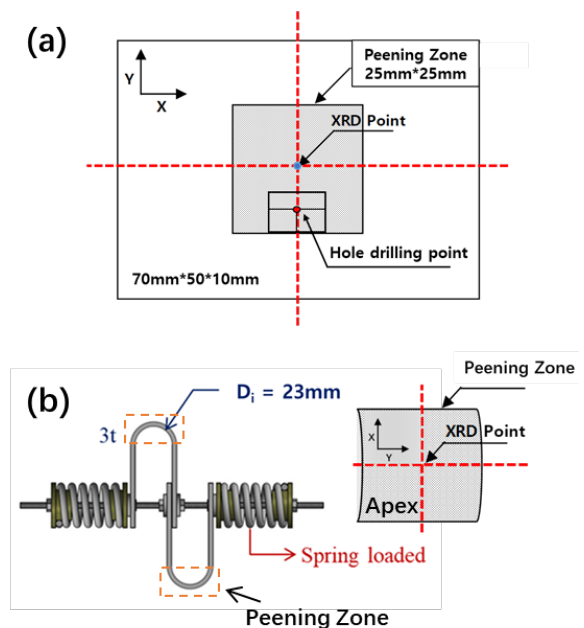 (a)
Y
X
Peening Zone
25mm*25mm
XRD Point
Hole drilling point
70mm*50*10mm
(b)
Dᵢ = 23mm
3t
Spring loaded
Peening Zone
Peening Zone
XRD Point
X
Y
Apex